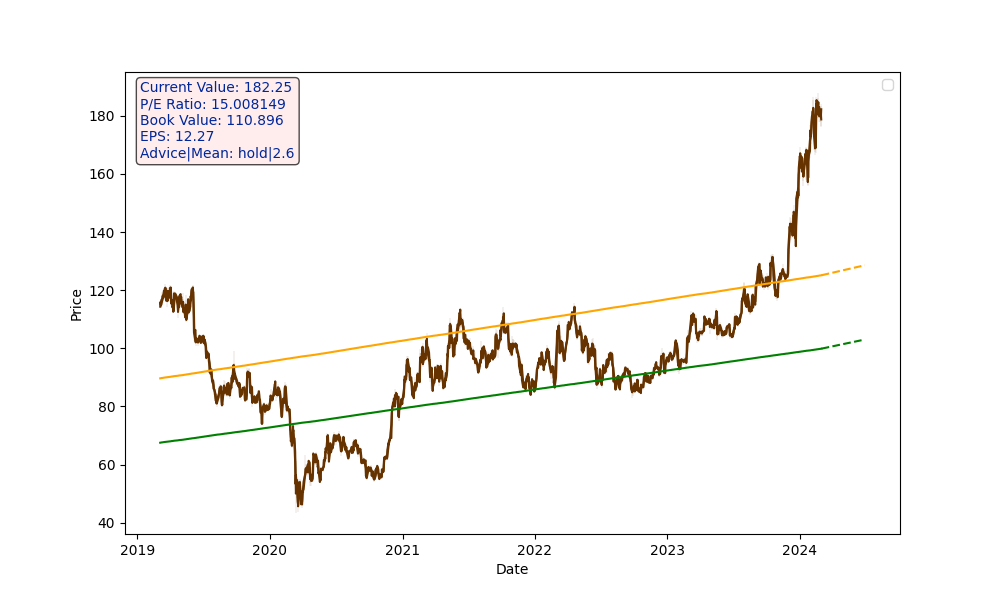 Current Value: 182.25
P/E Ratio: 15.008149
Book Value: 110.896
EPS: 12.27
Advice|Mean: hold|2.6
Price
180
160
140
120
100
80
60
40
2019 2020 2021 2022 2023 2024
Date